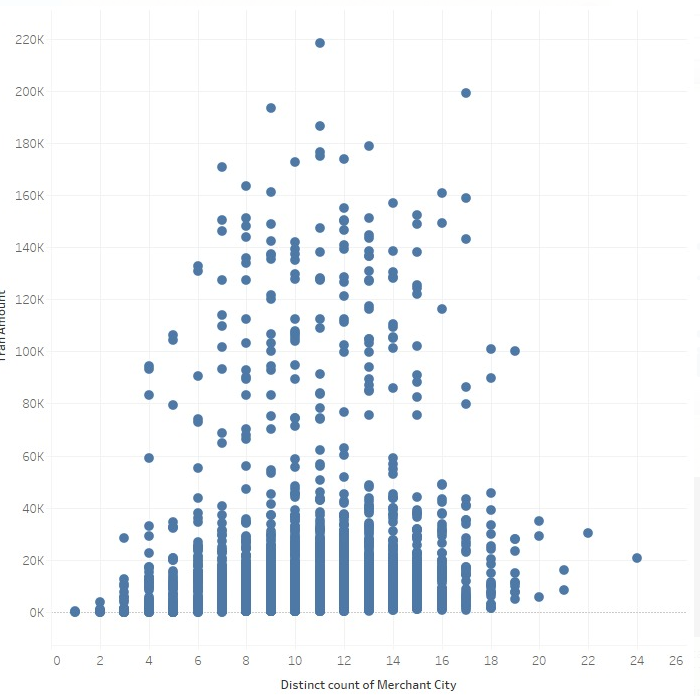 220K
200K
180K
160K
140K
120K
100K
80K
60K
40K
20K
0K
Tran Amount
0 2 4 6 8 10 12 14 16 18 20 22 24 26
Distinct count of Merchant City